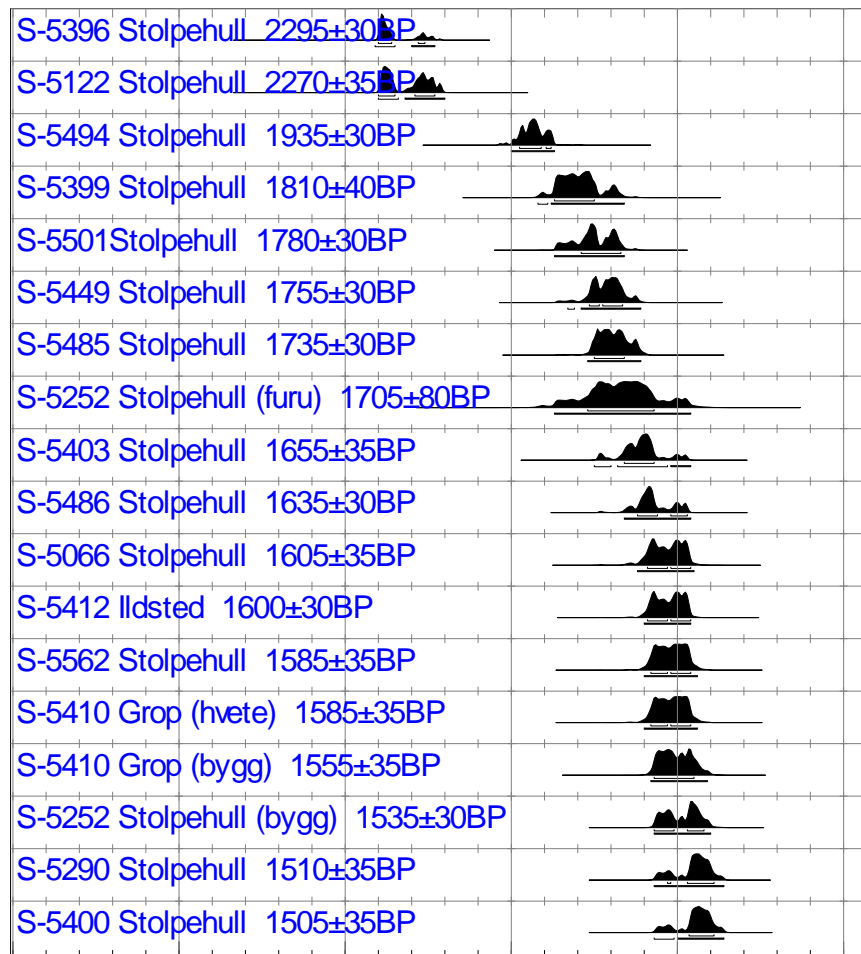 S-5396 Stolpehull 2295±30BP
S-5122 Stolpehull 2270±35BP
S-5494 Stolpehull 1935±30BP
S-5399 Stolpehull 1810±40BP
S-5501Stolpehull 1780±30BP
S-5449 Stolpehull 1755±30BP
S-5485 Stolpehull 1735±30BP
S-5252 Stolpehull (furu) 1705±80BP
S-5403 Stolpehull 1655±35BP
S-5486 Stolpehull 1635±30BP
S-5066 Stolpehull 1605±35BP
S-5412 Ildsted 1600±30BP
S-5562 Stolpehull 1585±35BP
S-5410 Grop (hvete) 1585±35BP
S-5410 Grop (bygg) 1555±35BP
S-5252 Stolpehull (bygg) 1535±30BP
S-5290 Stolpehull 1510±35BP
S-5400 Stolpehull 1505±35BP